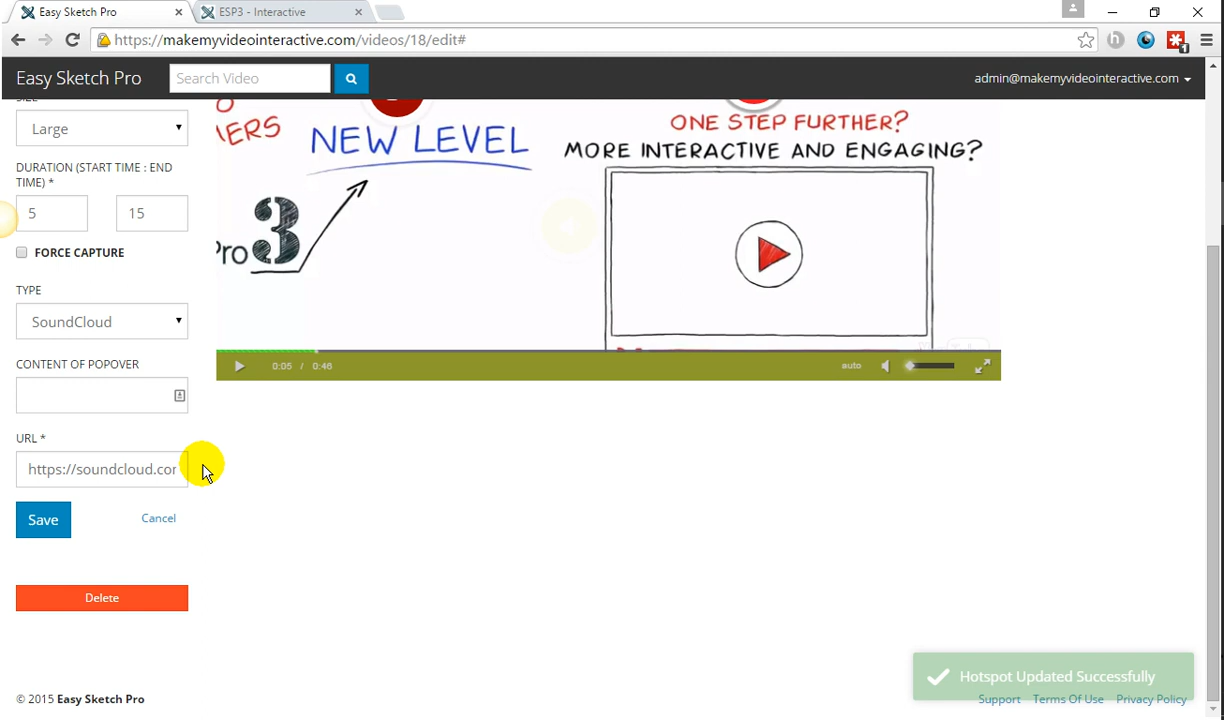 Easy Sketch Pro
ESP3 - Interactive
https://makemyvideointeractive.com/videos/18/edit#
1
Easy Sketch Pro
Search Video
admin@makemyvideointeractive.com
Large
DURATION (START TIME : END
TIME) *
5
15
FORCE CAPTURE
TYPE
SoundCloud
CONTENT OF POPOVER
URL *
https://soundcloud.cor
Save
Cancel
Delete
NEW LEVEL
ro 3
ONE STEP FURTHER?
MORE INTERACTIVE AND ENGAGING?
0:05 / 0:46
auto
Hotspot Updated Successfully
© 2015 Easy Sketch Pro
Support
Terms Of Use
Privacy Policy